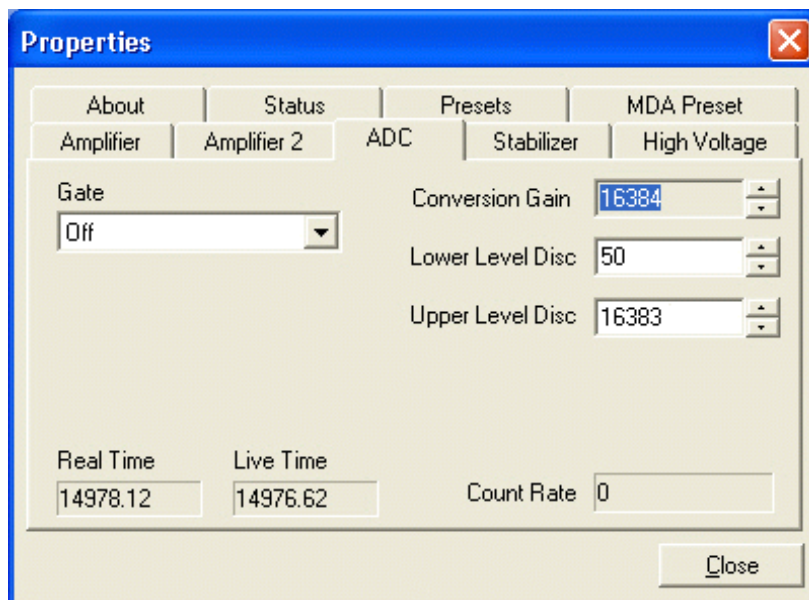 Properties
About Status Presets MDA Preset
Amplifier Amplifier 2 ADC Stabilizer High Voltage
Gate
Off
Conversion Gain 16384
Lower Level Disc 50
Upper Level Disc 16383
Real Time Live Time
14978.12 14976.62
Count Rate 0
Close